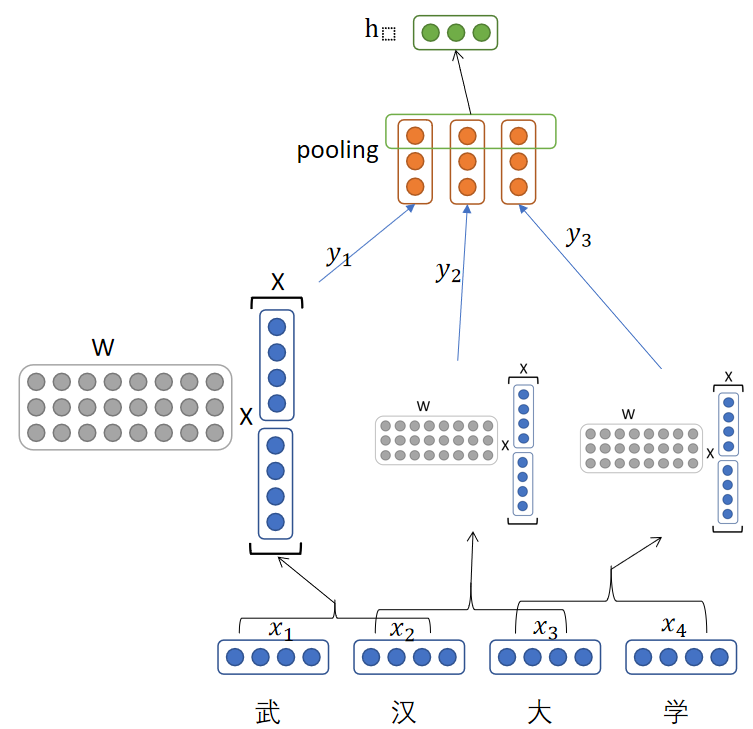 h
pooling
y₁
y₂
y₃
X
W
X
X
W
X
X
W
X
x₁
x₂
x₃
x₄
武
汉
大
学